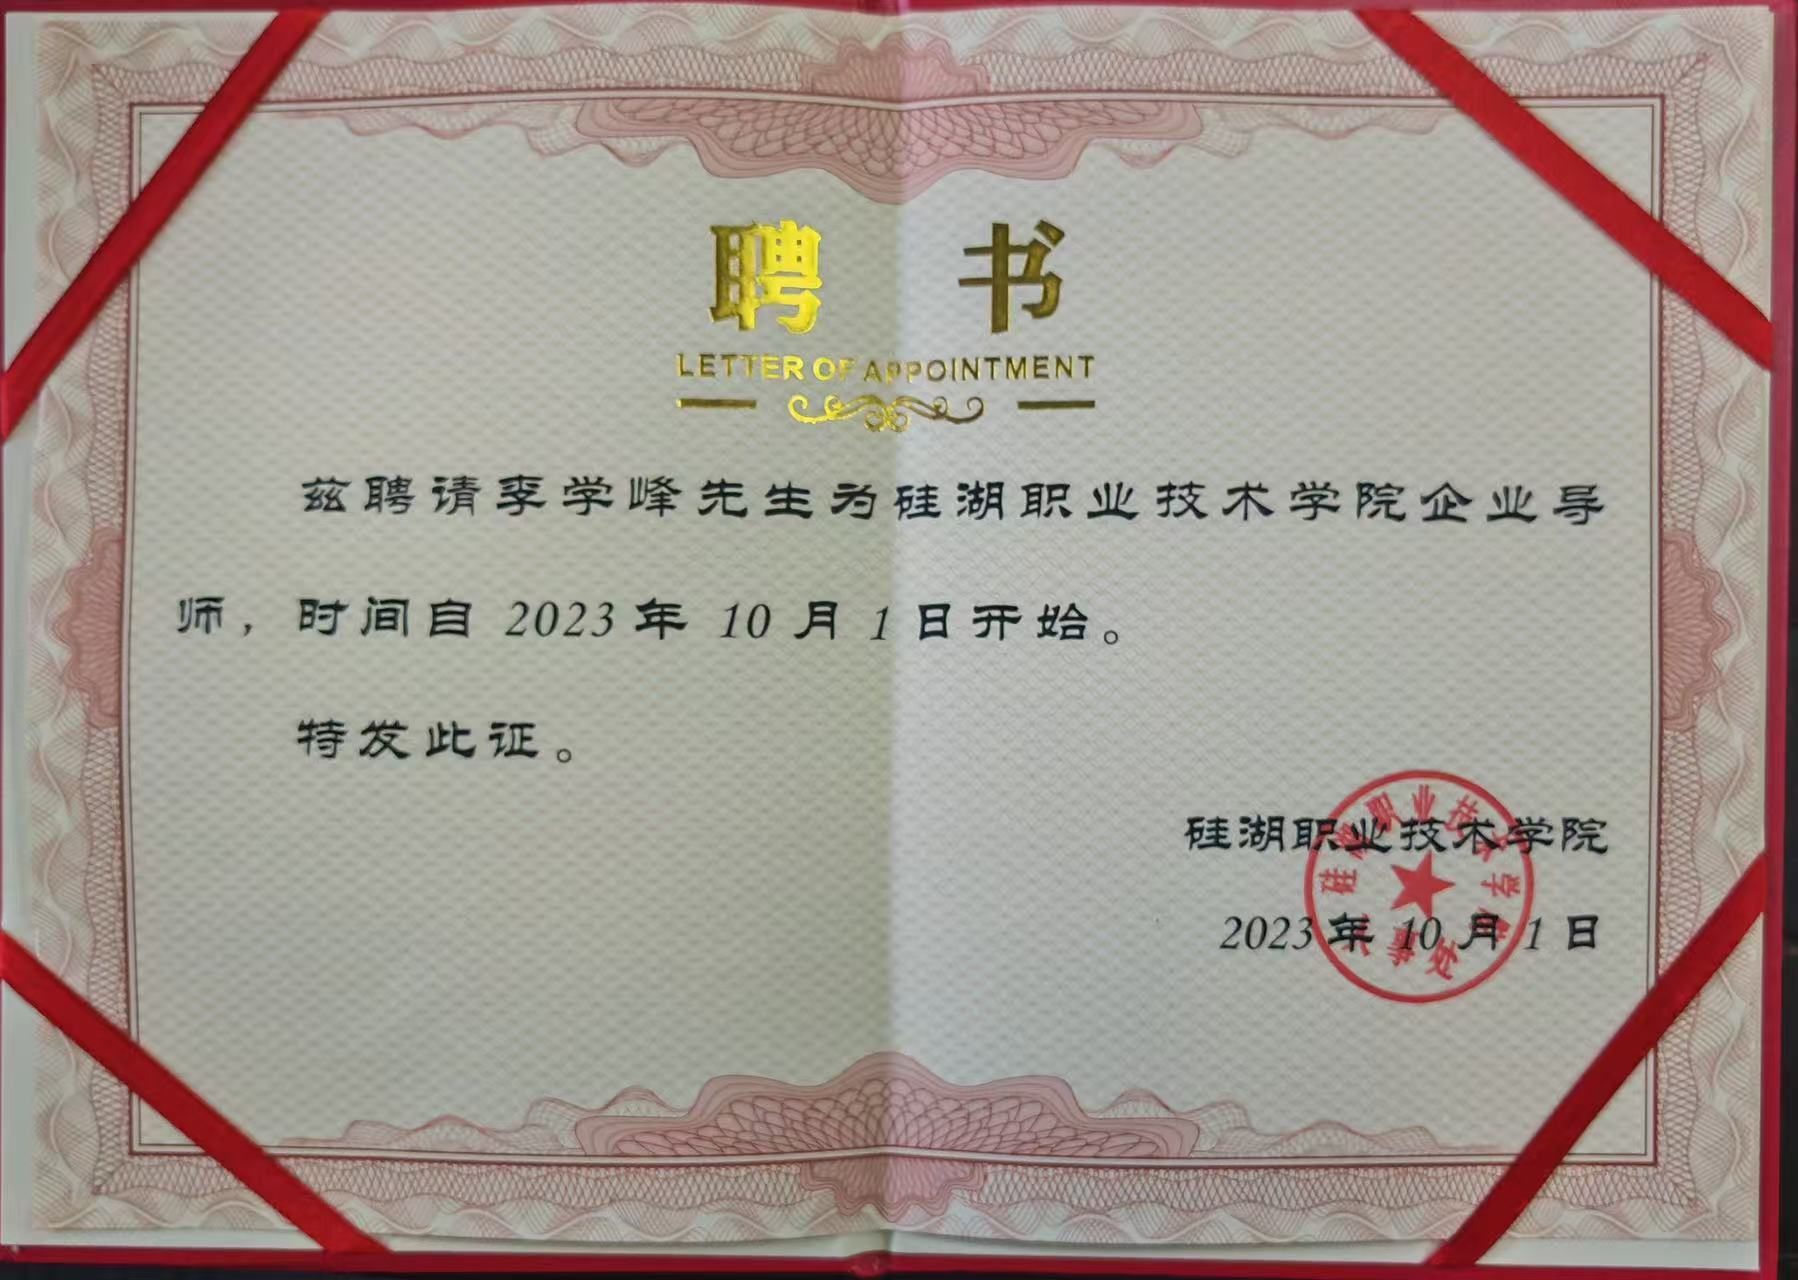 聘书
LETTER OF APPOINTMENT
兹聘请李学峰先生为硅湖职业技术学院企业导
师，时间自 2023 年 10 月 1 日开始。
特发此证。
硅湖职业技术学院
2023 年 10 月 1 日